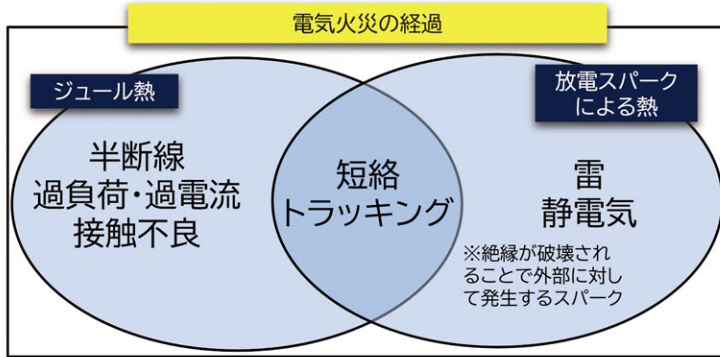 電気火災の経過
ジュール熱
半断線
過負荷・過電流
接触不良
短絡
トラッキング
放電スパーク
による熱
雷
静電気
※絶縁が破壊され
ることで外部に対し
て発生するスパーク